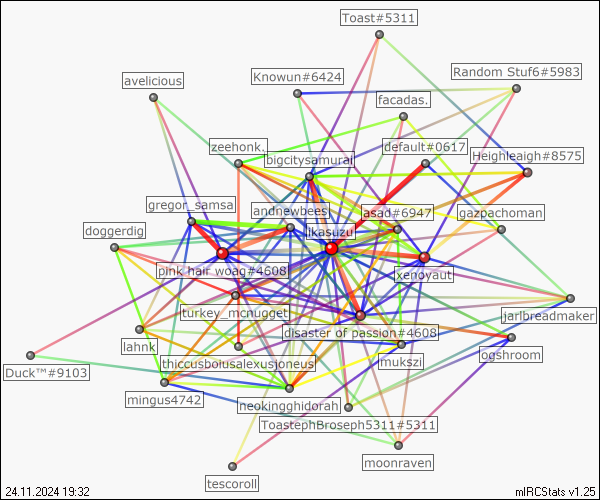 Toast#5311
Random Stuf6#5983
Knowun#6424
avelicious
facadas.
default#0617
zeehonk.
Heighleaigh#8575
bigcitysamurai
gregor_samsa
andnewbees
asad#6947
gazpachoman
doggerdig
lkasuzu
pink hair woag#4608
xenoyaut
turkey_mcnugget
jarlbreadmaker
disaster of passion#4608
lahnk
ogshroom
thiccusboiusalexusjoneus
mukszi
Duck™#9103
mingus4742
neokingghidorah
ToastephBroseph5311#5311
moonraven
tescoroll
24.11.2024 19:32
mIRCStats v1.25